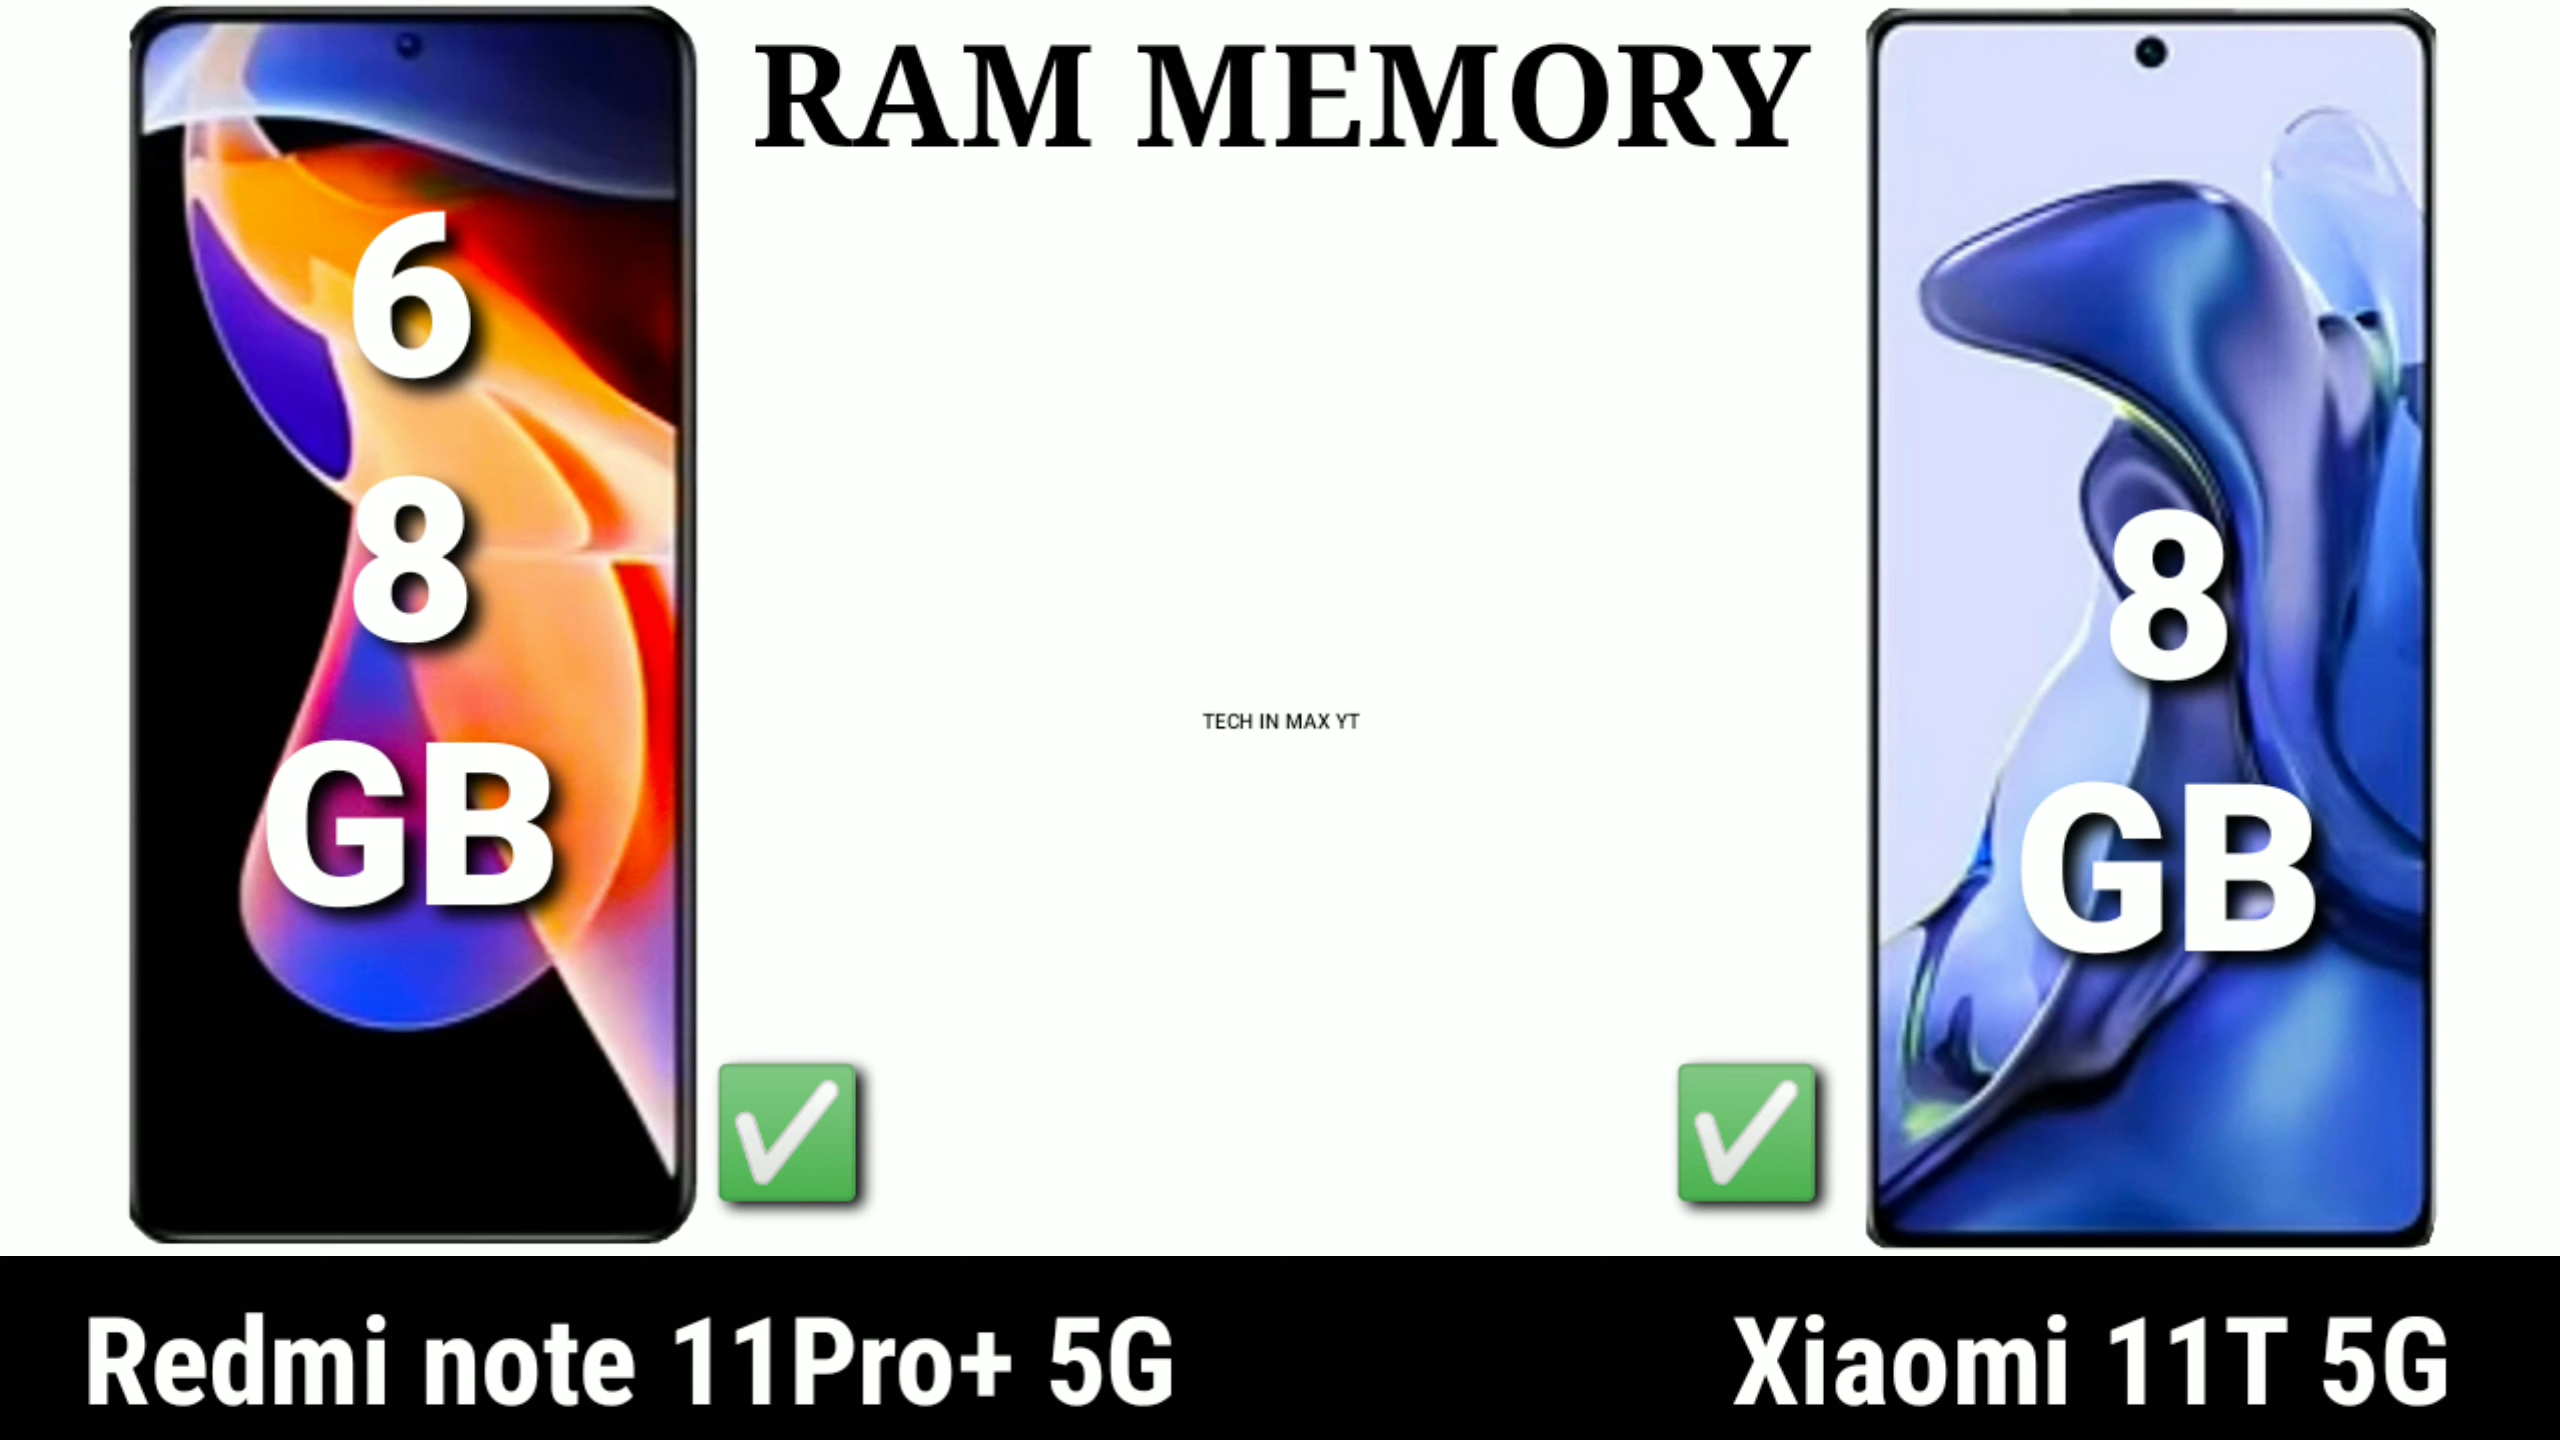 RAM MEMORY
6
8
GB
8
GB
TECH IN MAX YT
Redmi note 11Pro+ 5G
Xiaomi 11T 5G